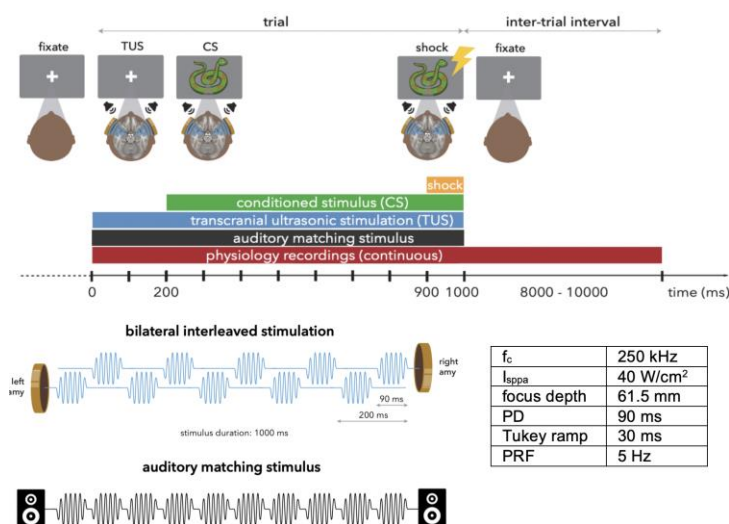 trial
inter-trial interval
fixate
TUS
CS
shock
fixate
shock
conditioned stimulus (CS)
transcranial ultrasonic stimulation (TUS)
auditory matching stimulus
physiology recordings (continuous)
0
200
900 1000
8000 - 10000
time (ms)
bilateral interleaved stimulation
left
amy
right
amy
90 ms
200 ms
stimulus duration: 1000 ms
auditory matching stimulus
fc 250 kHz
Isppa 40 W/cm²
focus depth 61.5 mm
PD 90 ms
Tukey ramp 30 ms
PRF 5 Hz